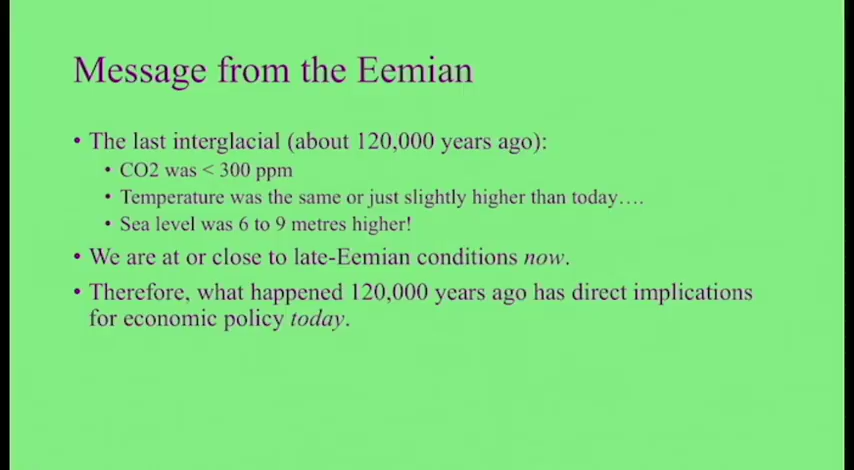 Message from the Eemian
• The last interglacial (about 120,000 years ago):
• CO2 was < 300 ppm
• Temperature was the same or just slightly higher than today….
• Sea level was 6 to 9 metres higher!
• We are at or close to late-Eemian conditions now.
• Therefore, what happened 120,000 years ago has direct implications
for economic policy today.